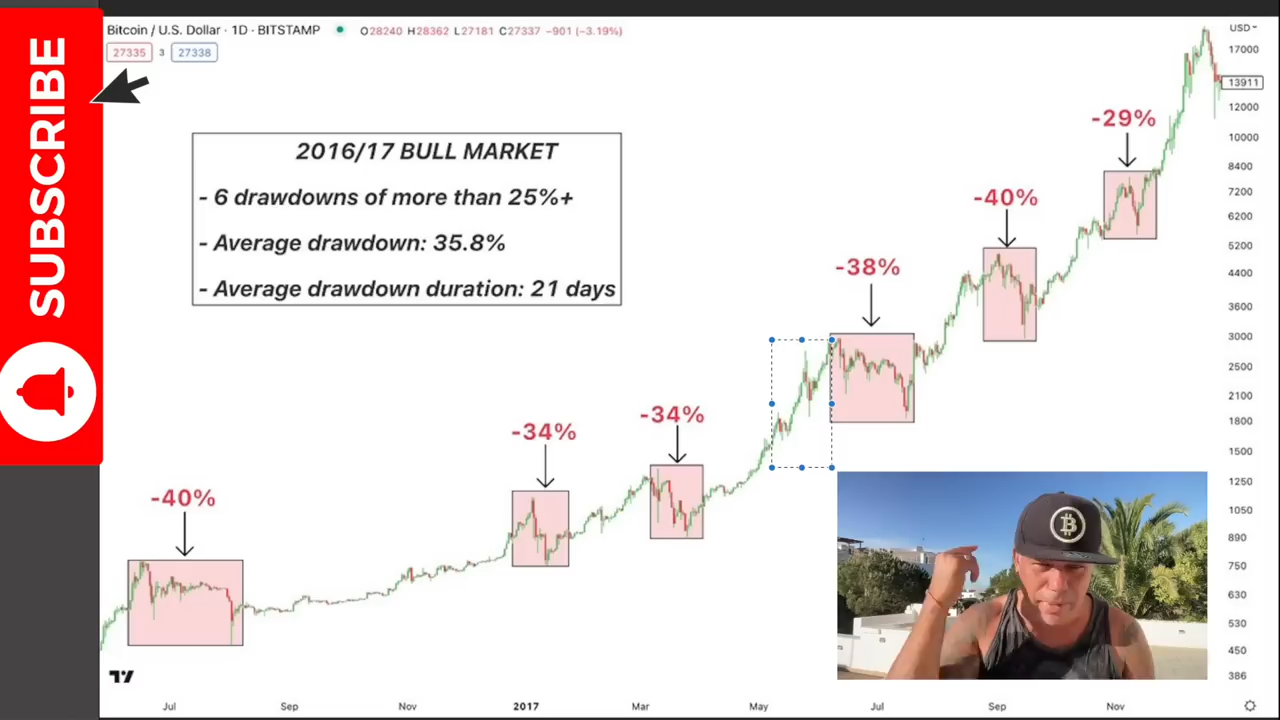 SUBSCRIBE
Bitcoin / U.S. Dollar · 1D · BITSTAMP
O28240 H28362 L27181 C27337 -901 (-3.19%)
27335 3 27338
USD
2016/17 BULL MARKET
- 6 drawdowns of more than 25%+
- Average drawdown: 35.8%
- Average drawdown duration: 21 days
-40%
-34%
-34%
-38%
-40%
-29%
17000
13911
12000
10000
8400
7200
6200
5200
4400
3600
3000
2500
2100
1800
1500
1250
1050
890
750
630
530
450
386
Jul Sep Nov 2017 Mar May Jul Sep Nov